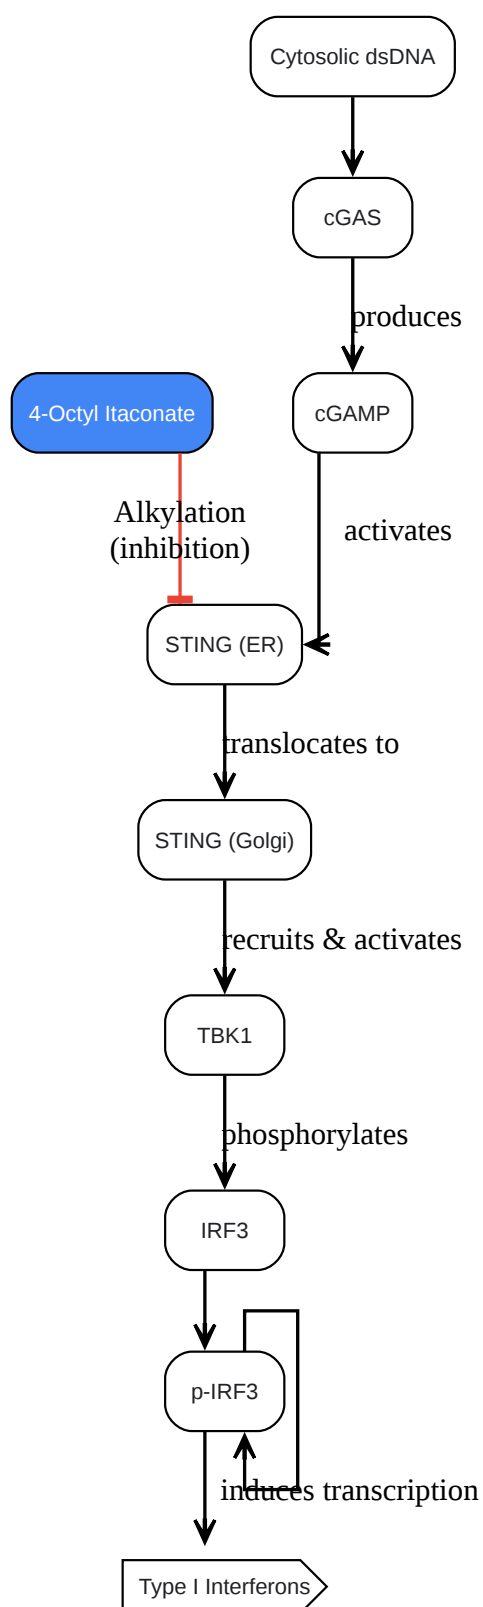 Cytosolic dsDNA
cGAS
produces
4-Octyl Itaconate
cGAMP
Alkylation
(inhibition)
activates
STING (ER)
translocates to
STING (Golgi)
recruits & activates
TBK1
phosphorylates
IRF3
p-IRF3
induces transcription
Type I Interferons